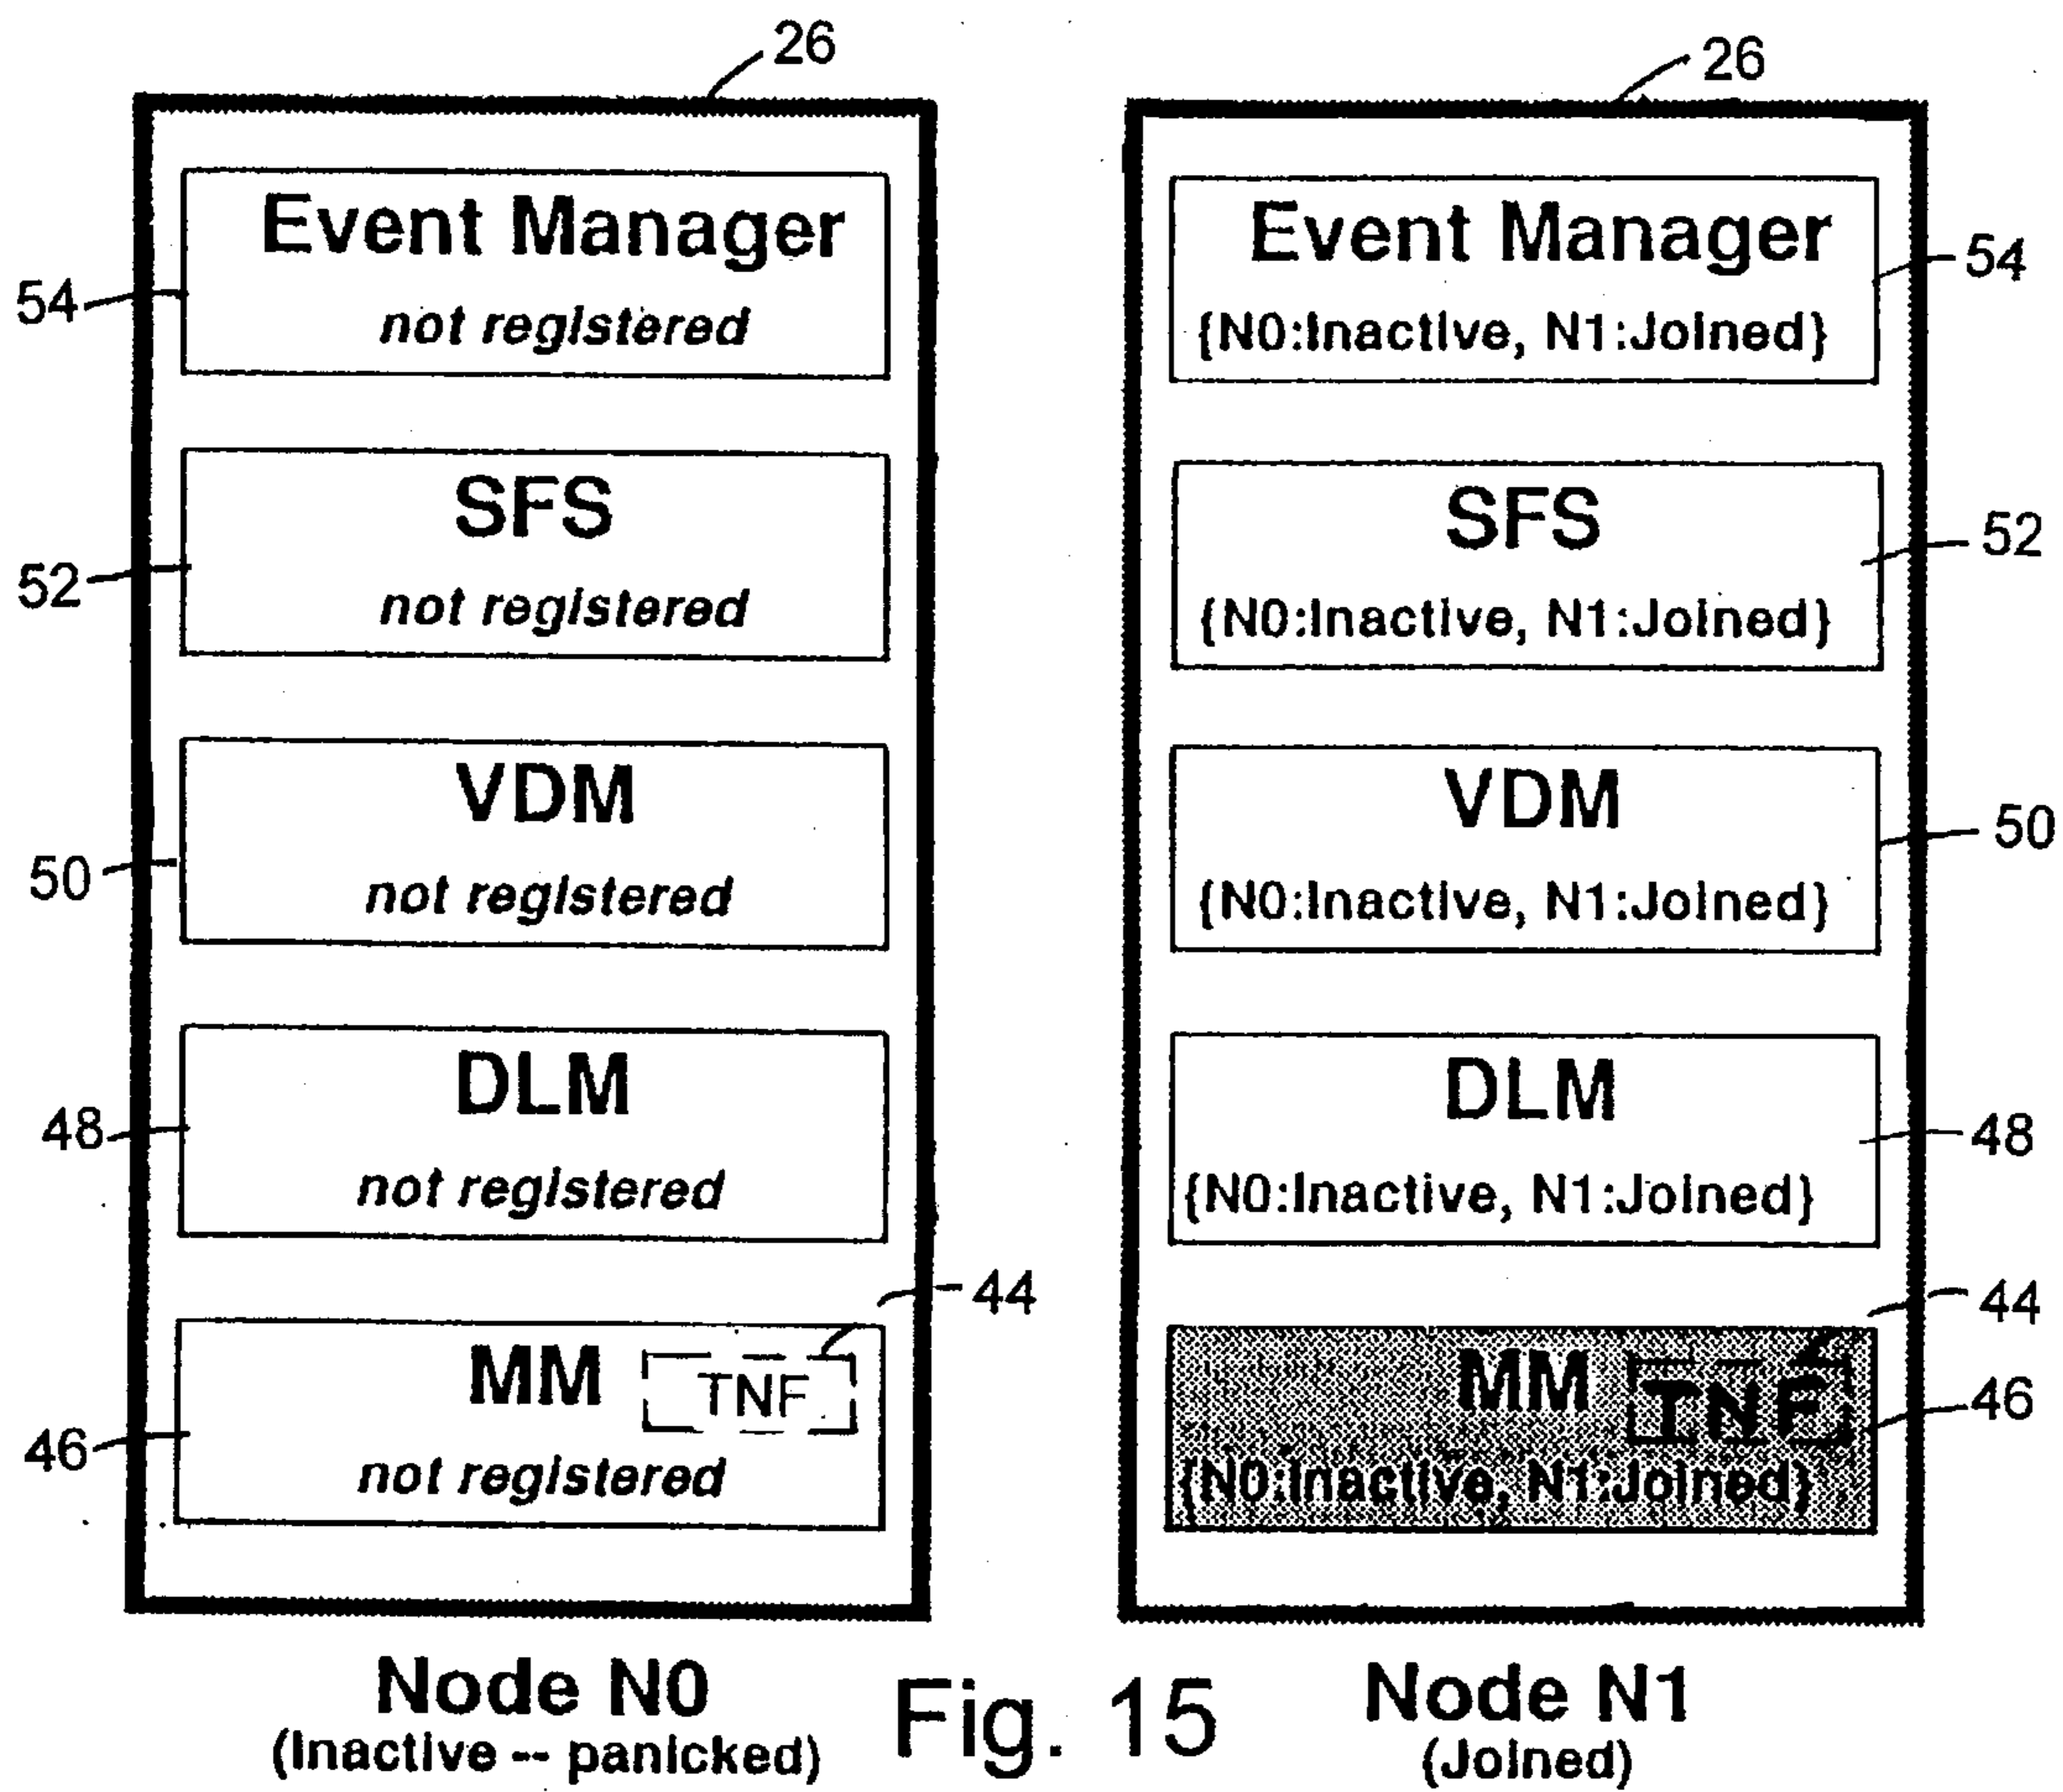 26
Event Manager
not registered
54
SFS
not registered
52
VDM
not registered
50
DLM
not registered
48
44
MM
TNF
not registered
46
Node N0
(Inactive -- panicked)
26
Event Manager
{N0:Inactive, N1:Joined}
54
SFS
{N0:Inactive, N1:Joined}
52
VDM
{N0:Inactive, N1:Joined}
50
DLM
{N0:Inactive, N1:Joined}
48
44
MM
TNF
{N0:Inactive, N1:Joined}
46
Node N1
(Joined)
Fig. 15